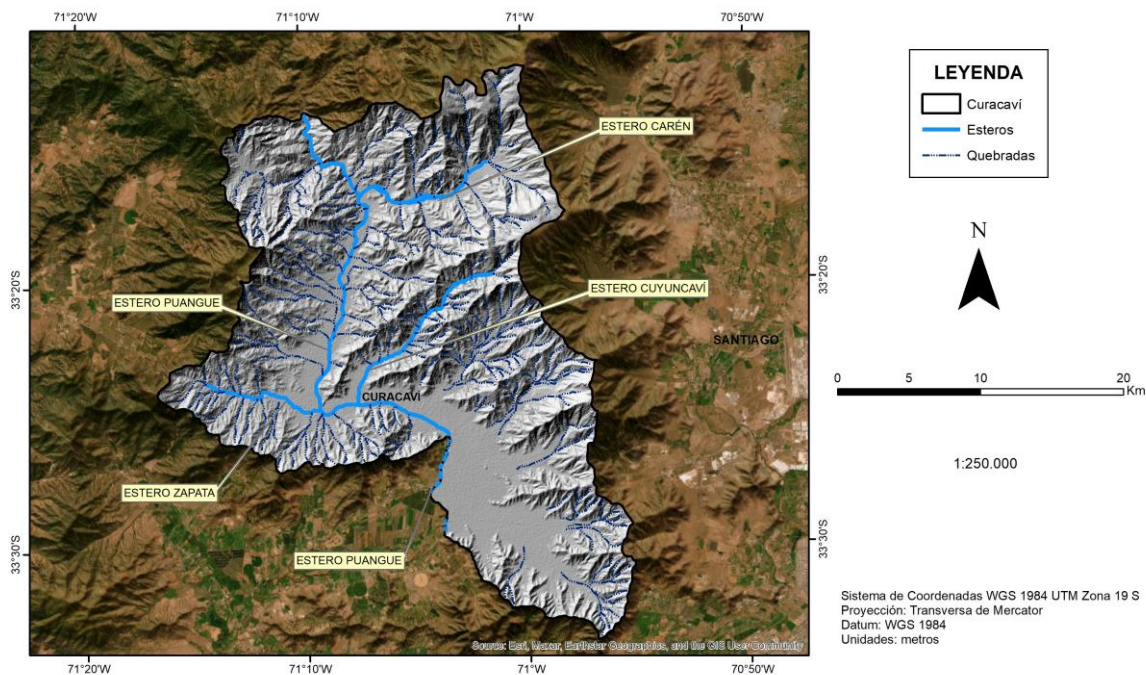 71°20'W
71°10'W
71°W
70°50'W
LEYENDA
Curacaví
Esteros
Quebradas
ESTERO CARÉN
N
33°20'S
33°20'S
ESTERO PUANGUE
ESTERO CUYUNCAVÍ
SANTIAGO
0 5 10 20
Km
CURACAVÍ
1:250.000
ESTERO ZAPATA
ESTERO PUANGUE
33°30'S
33°30'S
Sistema de Coordenadas WGS 1984 UTM Zona 19 S
Proyección: Transversa de Mercator
Datum: WGS 1984
Unidades: metros
Source: Esri, Maxar, Earthstar Geographics, and the GIS User Community
71°20'W
71°10'W
71°W
70°50'W